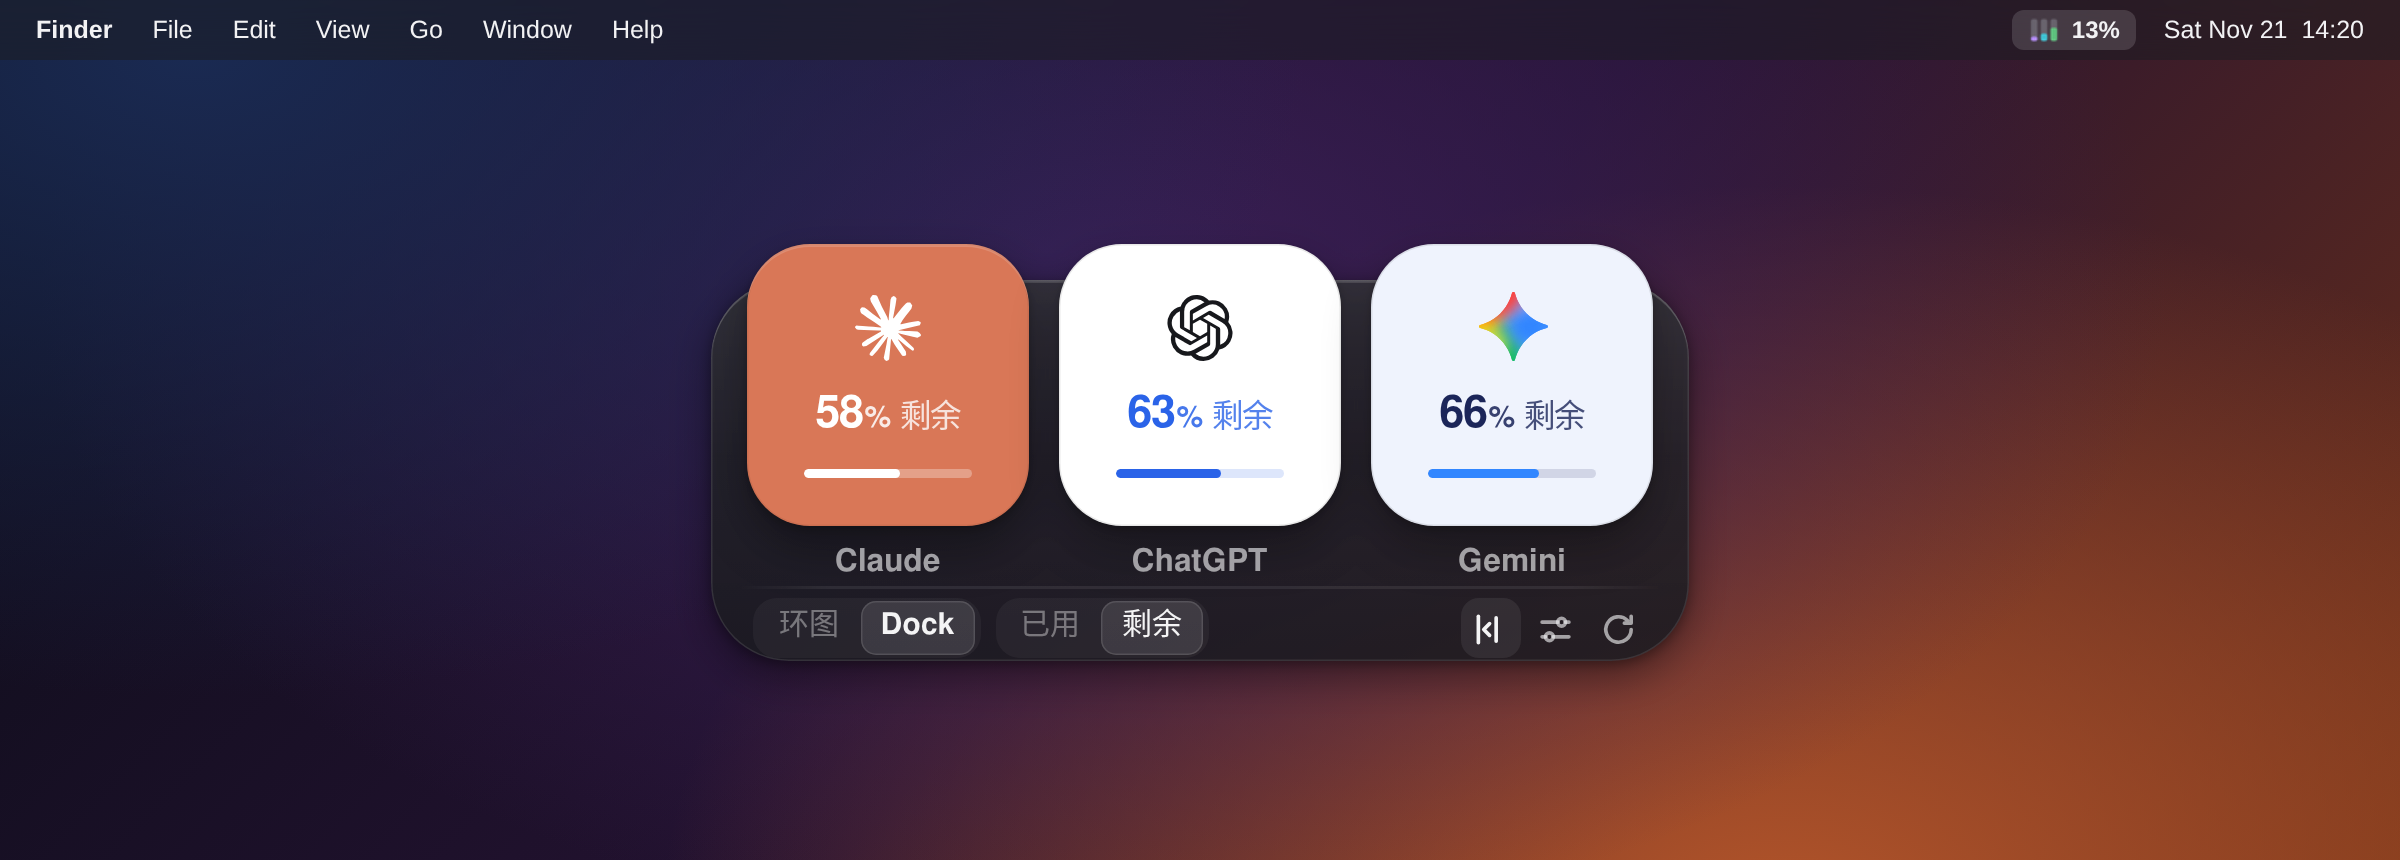 Finder File Edit View Go Window Help 13% Sat Nov 21 14:20
58% 剩余 63% 剩余 66% 剩余
Claude ChatGPT Gemini
环图 Dock 已用 剩余